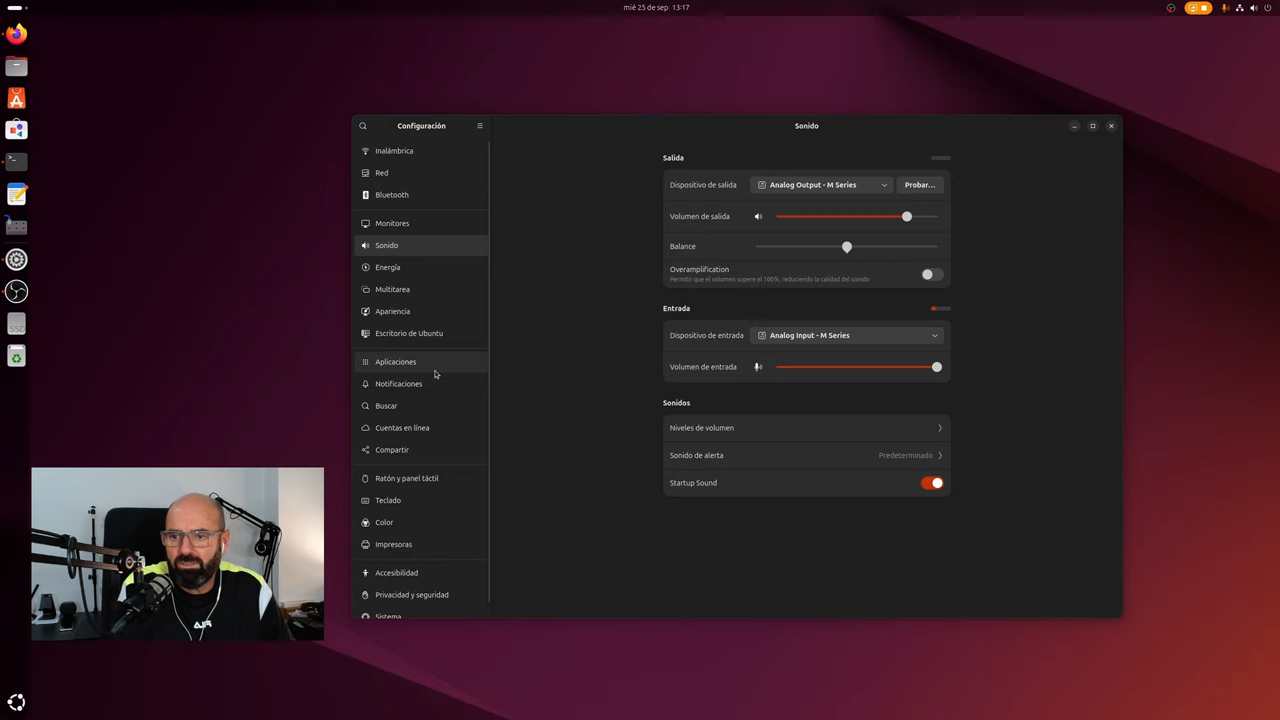 mié 25 de sep 13:17
Configuración
Sonido
Inalámbrica
Red
Bluetooth
Monitores
Sonido
Energía
Multitarea
Apariencia
Escritorio de Ubuntu
Aplicaciones
Notificaciones
Buscar
Cuentas en línea
Compartir
Ratón y panel táctil
Teclado
Color
Impresoras
Accesibilidad
Privacidad y seguridad
Sistema
Salida
Dispositivo de salida Analog Output - M Series Probar...
Volumen de salida
Balance
Overamplification
Permitir que el volumen supere el 100%, reduciendo la calidad del sonido
Entrada
Dispositivo de entrada Analog Input - M Series
Volumen de entrada
Sonidos
Niveles de volumen
Sonido de alerta Predeterminado
Startup Sound
SSD